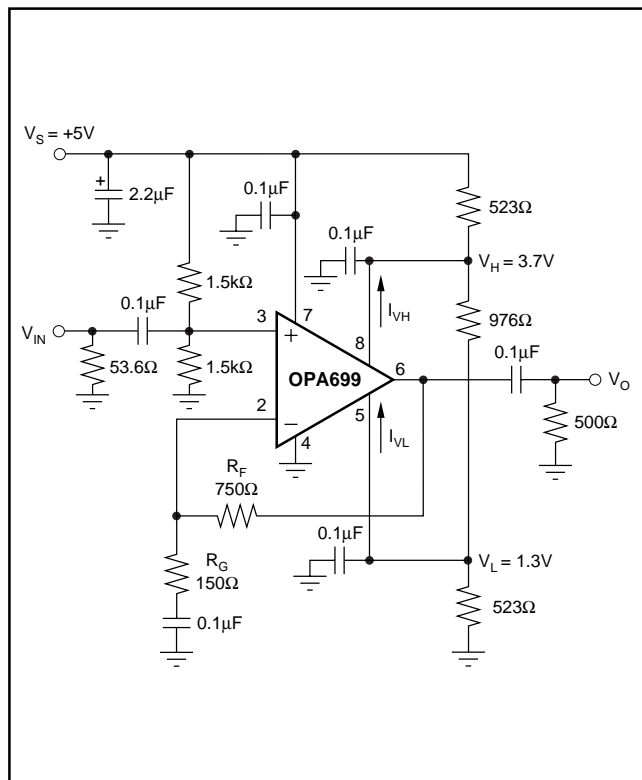 V_S = +5V
2.2µF
+
0.1µF
0.1µF
523Ω
V_H = 3.7V
1.5kΩ
I_VH
976Ω
0.1µF
V_IN
3
7
8
+
53.6Ω
1.5kΩ
OPA699
6
0.1µF
V_O
2
−
5
4
I_VL
500Ω
R_F
750Ω
R_G
150Ω
0.1µF
0.1µF
V_L = 1.3V
523Ω